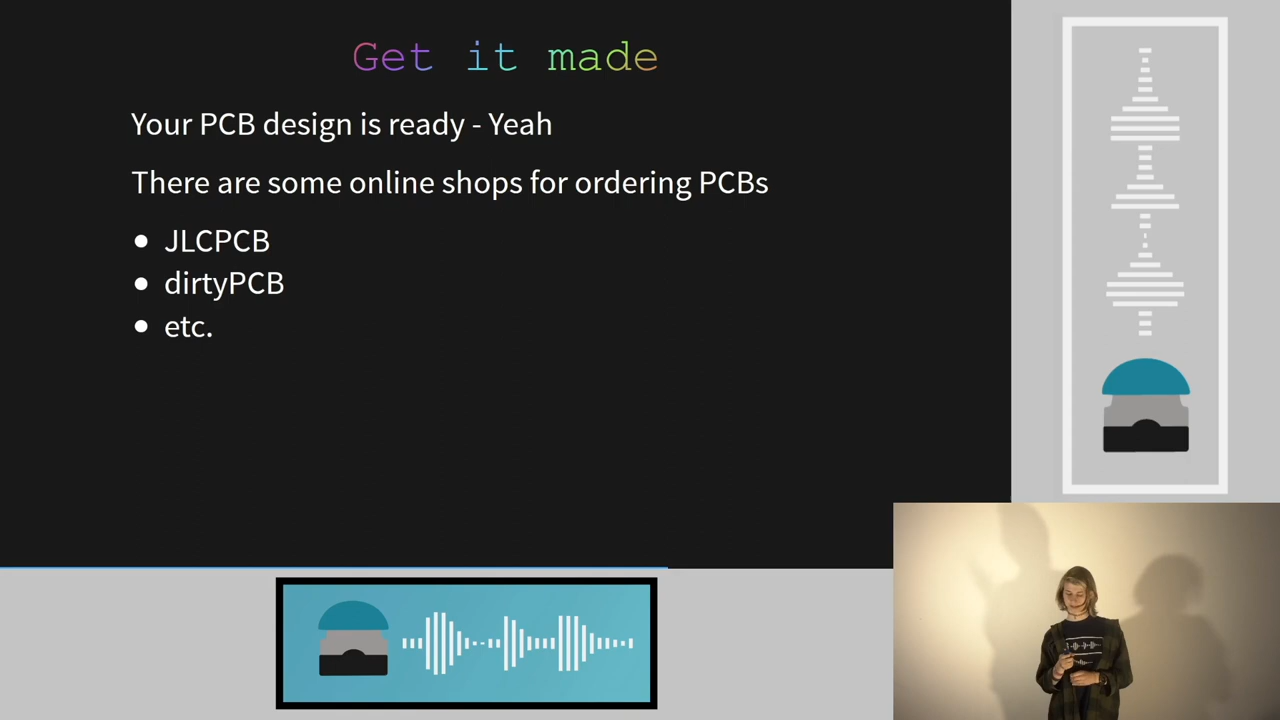 Get it made
Your PCB design is ready - Yeah
There are some online shops for ordering PCBs
JLCPCB
dirtyPCB
etc.